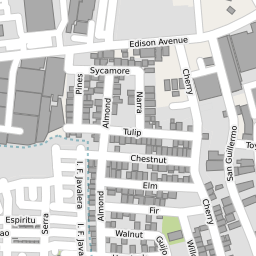 Edison Avenue
Sycamore
Pines
Almond
Narra
Cherry
Tulip
San Guillermo
Chestnut
I. F. Javalera
Elm
Almond
Fir
Cherry
Espiritu
Serra
Walnut